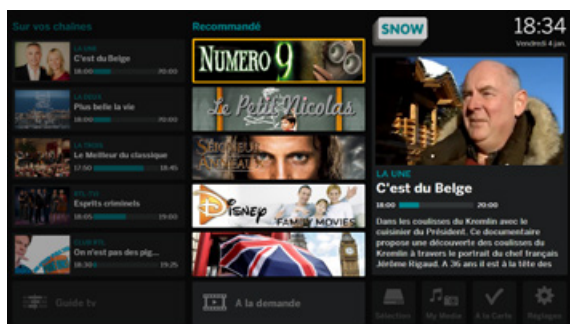 Sur vos chaînes
LA UNE
C'est du Belge
18:00 20:00
LA DEUX
Plus belle la vie
18:00 20:00
LA TROIS
Le Meilleur du classique
17:50 18:45
RTL-TVI
Esprits criminels
18:05 19:00
CLUB RTL
On n'est pas des pig...
18:30 19:25
Guide tv
Recommandé
NUMERO 9
Le Petit Nicolas
SEIGNEUR
ANNEAUX
DISNEY
FAMILY MOVIES
A la demande
SNOW
18:34
Vendredi 4 jan.
LA UNE
C'est du Belge
18:00 20:00
Dans les coulisses du Kremlin avec le
cuisinier du Président. Ce documentaire
propose une découverte des coulisses du
Kremlin à travers le portrait du chef français
Jérôme Rigaud. A 36 ans il est à la tête des
Sélection My Media A la Carte Réglages